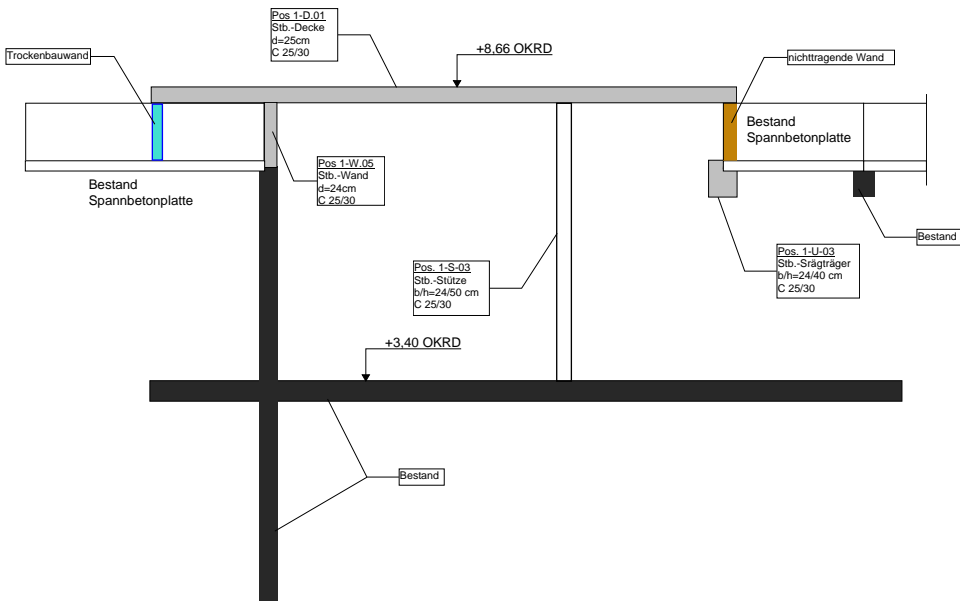 Pos 1-D.01
Stb.-Decke
d=25cm
C 25/30
+8,66 OKRD
Trockenbauwand
nichttragende Wand
Bestand
Spannbetonplatte
Pos 1-W.05
Stb.-Wand
d=24cm
C 25/30
Bestand
Spannbetonplatte
Bestand
Pos. 1-U-03
Stb.-Srägträger
b/h=24/40 cm
C 25/30
Pos. 1-S-03
Stb.-Stütze
b/h=24/50 cm
C 25/30
+3,40 OKRD
Bestand